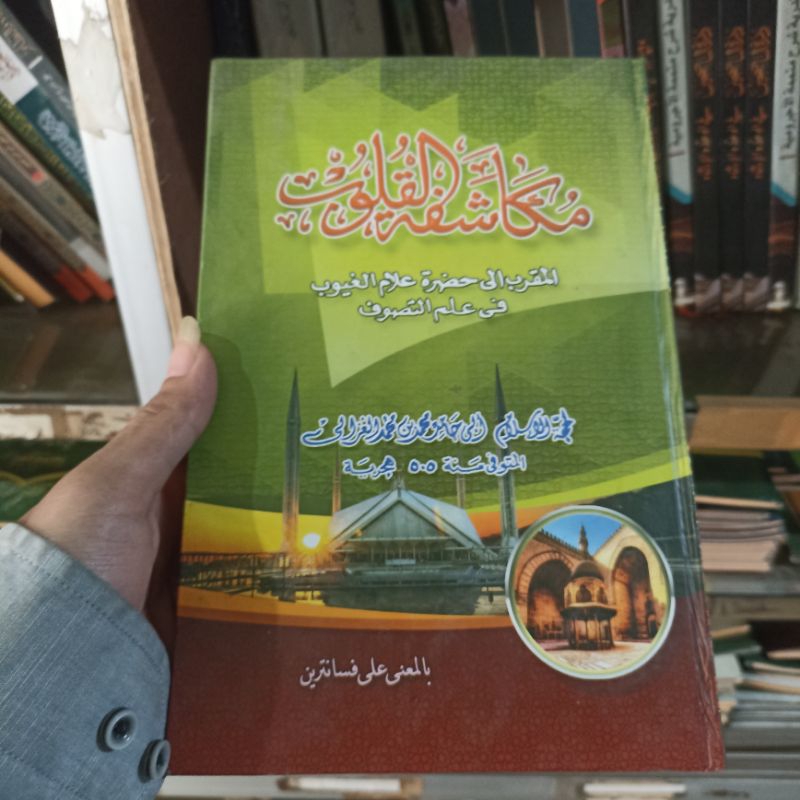 مكاشفة القلوب
المقرب الى حضرة علام الغيوب
فى علم التصوف
لحجة الاسلام ابى حامد محمد بن محمد الغزالى
المتوفى سنة ٥٠٥ هجرية
بالمعنى على فسانترين